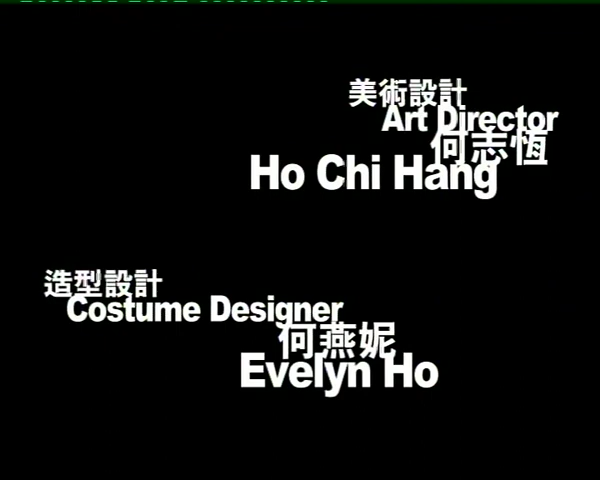 美術設計
Art Director
何志恆
Ho Chi Hang
造型設計
Costume Designer
何燕妮
Evelyn Ho